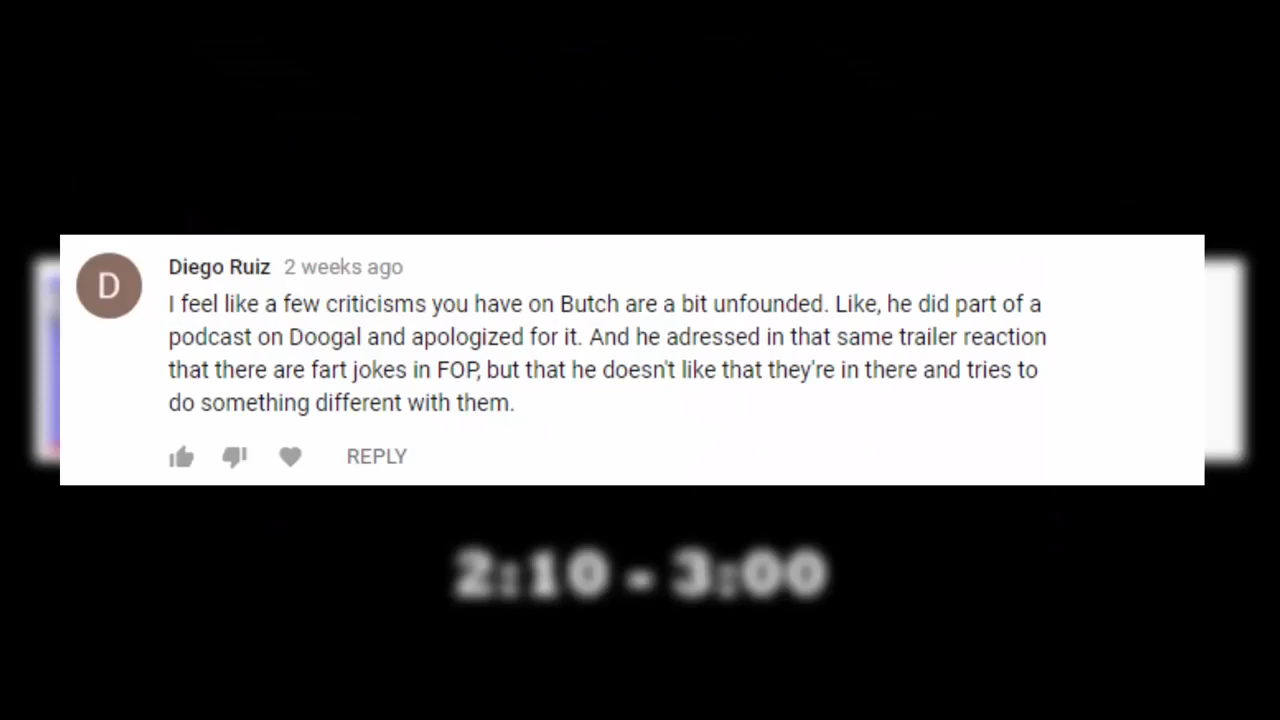 D
Diego Ruiz 2 weeks ago
I feel like a few criticisms you have on Butch are a bit unfounded. Like, he did part of a
podcast on Doogal and apologized for it. And he adressed in that same trailer reaction
that there are fart jokes in FOP, but that he doesn't like that they're in there and tries to
do something different with them.
REPLY
2:10 - 3:00